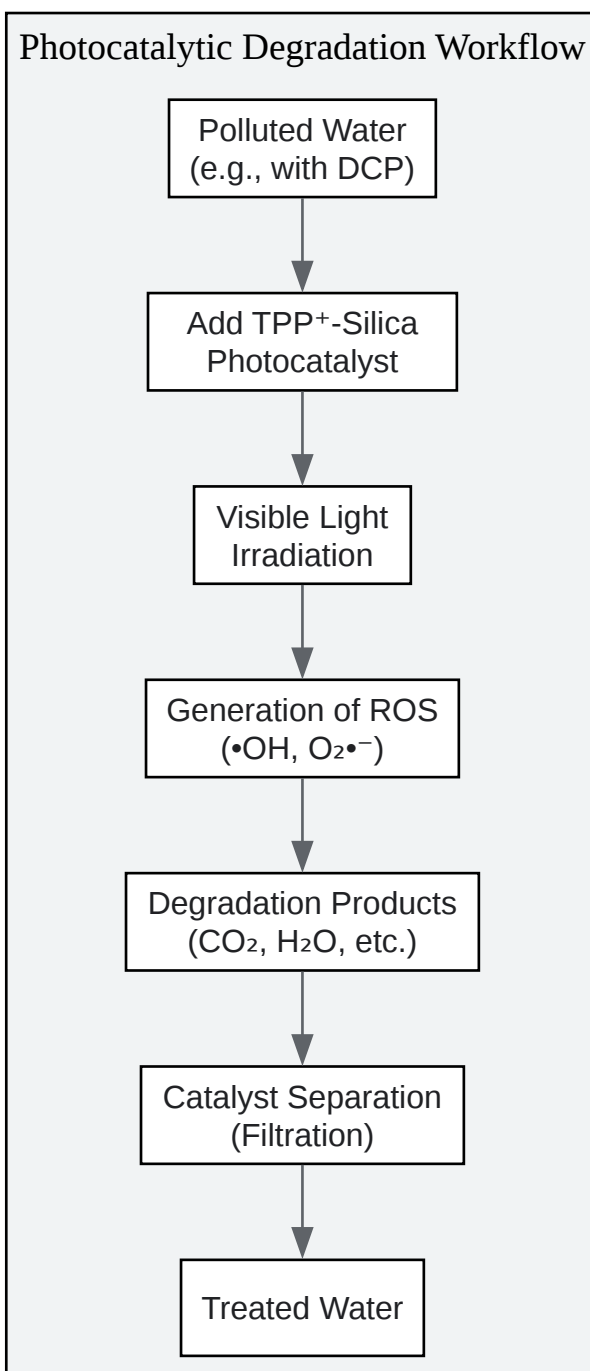 Photocatalytic Degradation Workflow
Polluted Water
(e.g., with DCP)
Add TPP⁺-Silica
Photocatalyst
Visible Light
Irradiation
Generation of ROS
(•OH, O₂•⁻)
Degradation Products
(CO₂, H₂O, etc.)
Catalyst Separation
(Filtration)
Treated Water